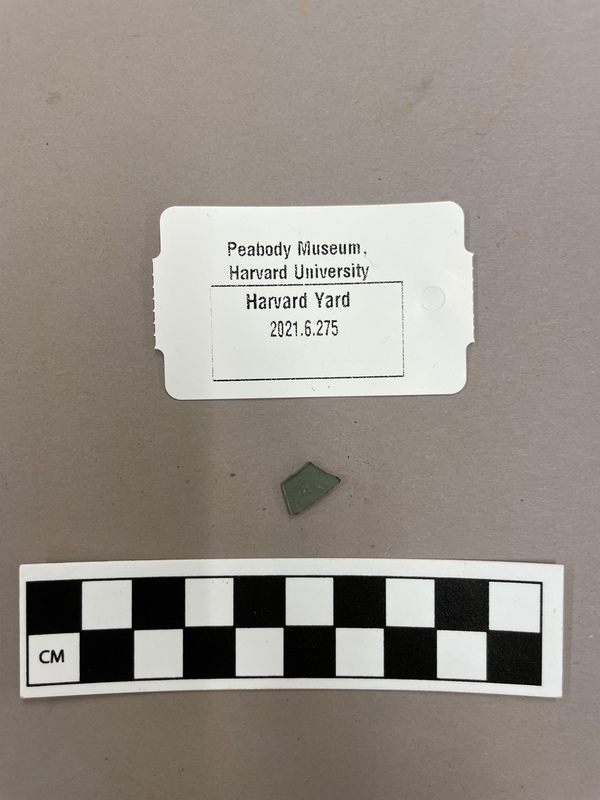 Peabody Museum,
Harvard University
Harvard Yard
2021.6.275
CM